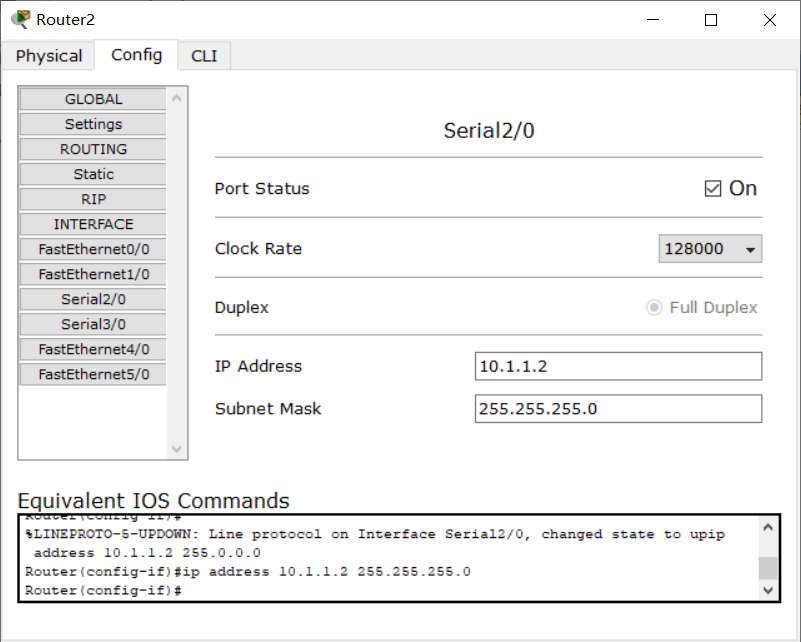 Router2
Physical Config CLI
GLOBAL
Settings
ROUTING
Static
RIP
INTERFACE
FastEthernet0/0
FastEthernet1/0
Serial2/0
Serial3/0
FastEthernet4/0
FastEthernet5/0
Serial2/0
Port Status On
Clock Rate 128000
Duplex Full Duplex
IP Address 10.1.1.2
Subnet Mask 255.255.255.0
Equivalent IOS Commands
Router(config-if)#
%LINEPROTO-5-UPDOWN: Line protocol on Interface Serial2/0, changed state to upip
address 10.1.1.2 255.0.0.0
Router(config-if)#ip address 10.1.1.2 255.255.255.0
Router(config-if)#